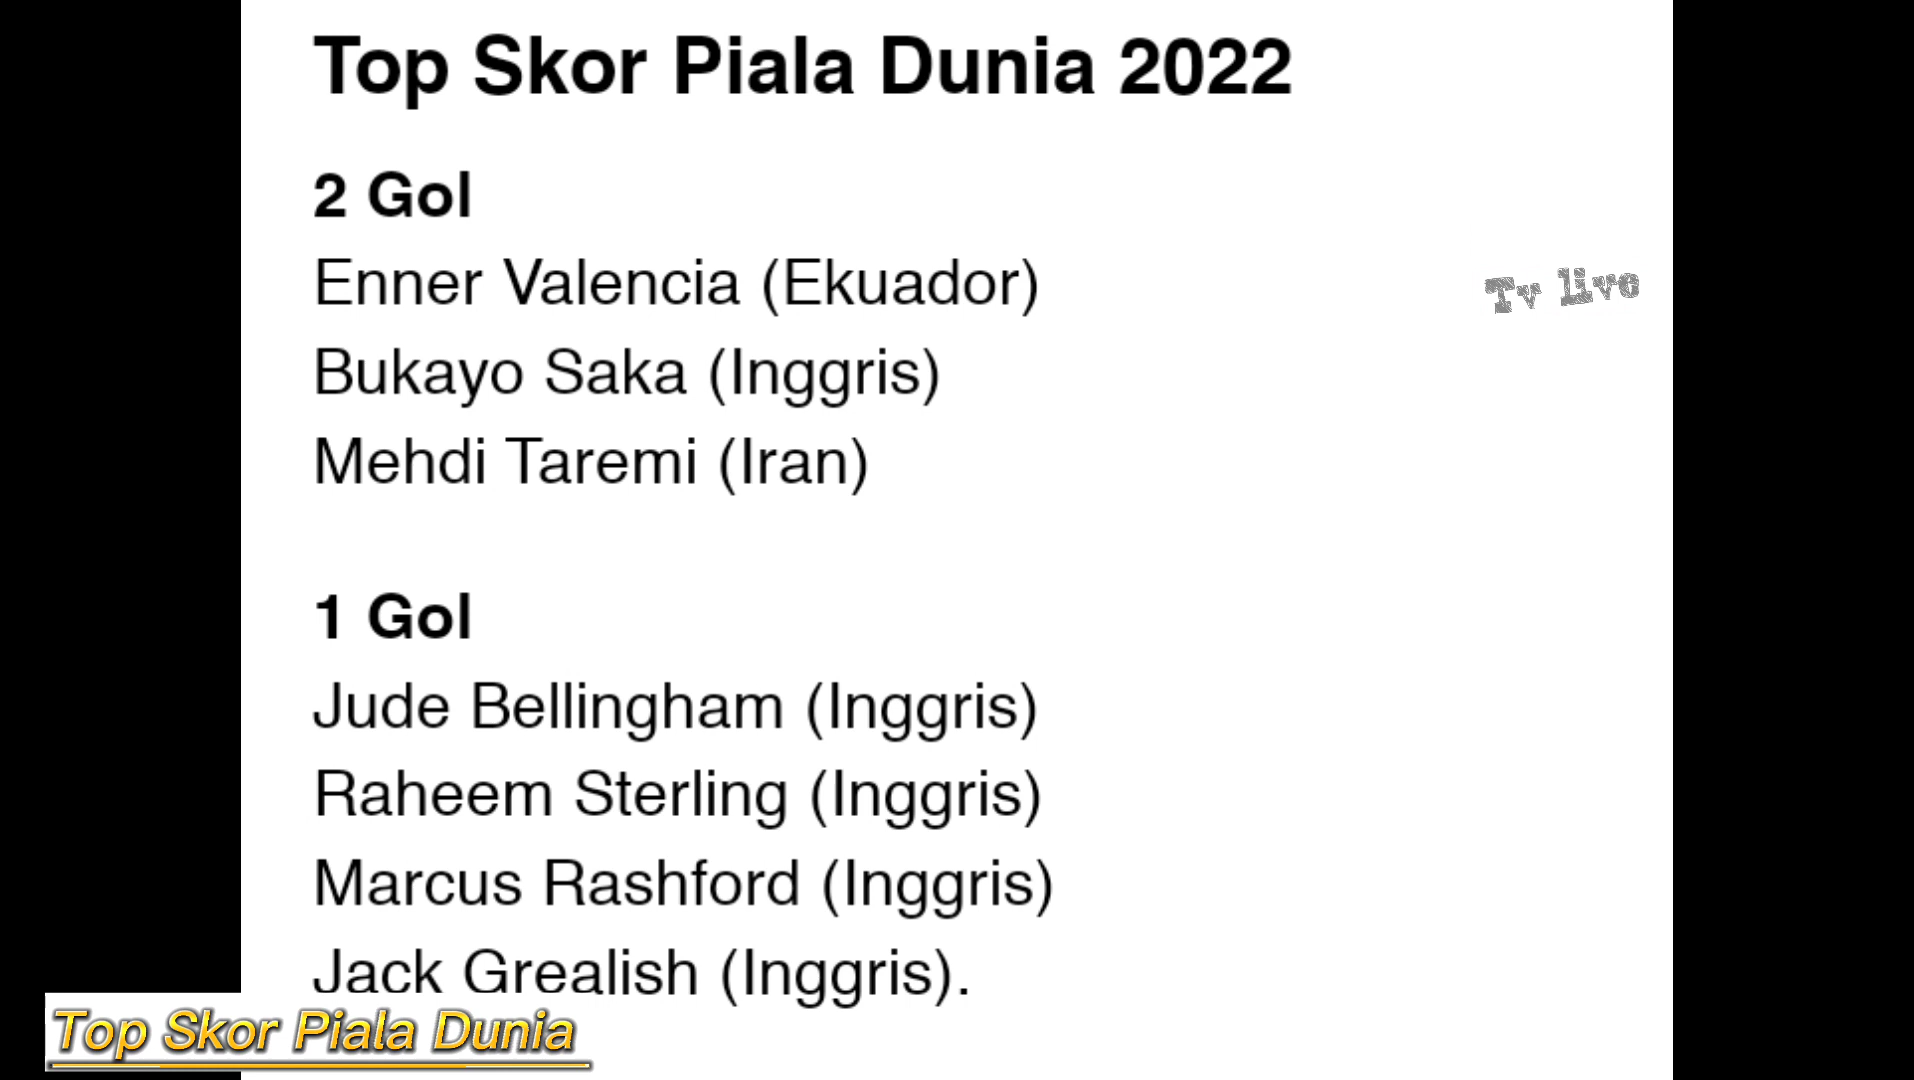 Top Skor Piala Dunia 2022
2 Gol
Enner Valencia (Ekuador)
Tv live
Bukayo Saka (Inggris)
Mehdi Taremi (Iran)
1 Gol
Jude Bellingham (Inggris)
Raheem Sterling (Inggris)
Marcus Rashford (Inggris)
Jack Grealish (Inggris).
Top Skor Piala Dunia